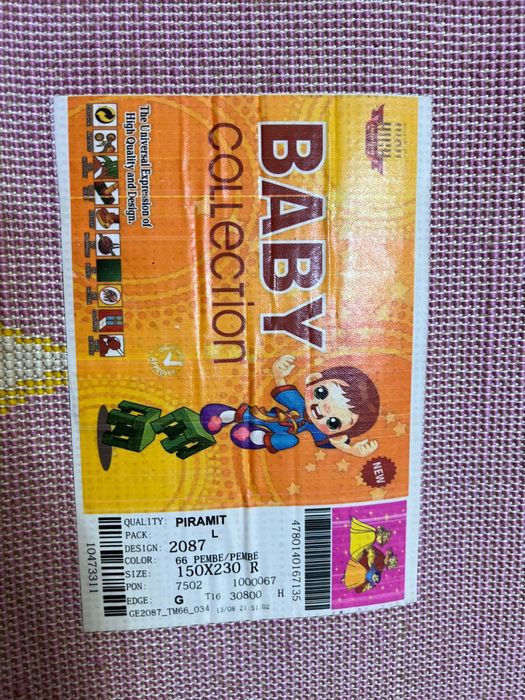 BABY
COLLECTION
The Universal Expression of
High Quality and Design.
APPROVED
NEW
QUALITY: PIRAMIT
PACK: L
DESIGN: 2087
COLOR: 66 PEMBE/PEMBE
SIZE: 150X230 R
PON: 7502 1000067
EDGE: G T16 30800 H
GE2087_TM66_034 13/08 21:51:02
10473311
4780140167135